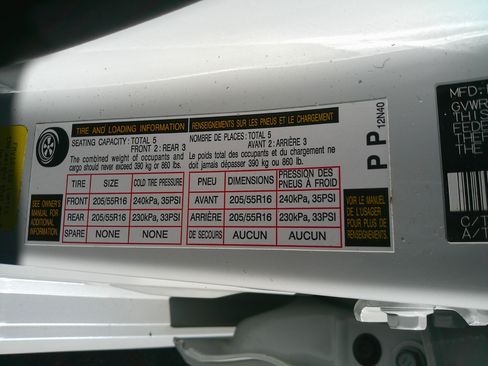 TIRE AND LOADING INFORMATION
SEATING CAPACITY: TOTAL 5
FRONT 2 : REAR 3
The combined weight of occupants and
cargo should never exceed 390 kg or 860 lbs.
RENSEIGNEMENTS SUR LES PNEUS ET LE CHARGEMENT
NOMBRE DE PLACES: TOTAL 5
AVANT 2 : ARRIÈRE 3
Le poids total des occupants et du chargement ne
doit jamais dépasser 390 kg ou 860 lb.
SEE OWNER'S
MANUAL FOR
ADDITIONAL
INFORMATION
TIRE SIZE COLD TIRE PRESSURE
FRONT 205/55R16 240kPa, 35PSI
REAR 205/55R16 230kPa, 33PSI
SPARE NONE NONE
PNEU DIMENSIONS PRESSION DES
PNEUS À FROID
AVANT 205/55R16 240kPa, 35PSI
ARRIÈRE 205/55R16 230kPa, 33PSI
DE SECOURS AUCUN AUCUN
VOIR LE MANUEL
DE L'USAGER
POUR PLUS DE
RENSEIGNEMENTS
P P 12N40
MFD:
GVWR
THIS
FEDE
THE
C/T
A/T